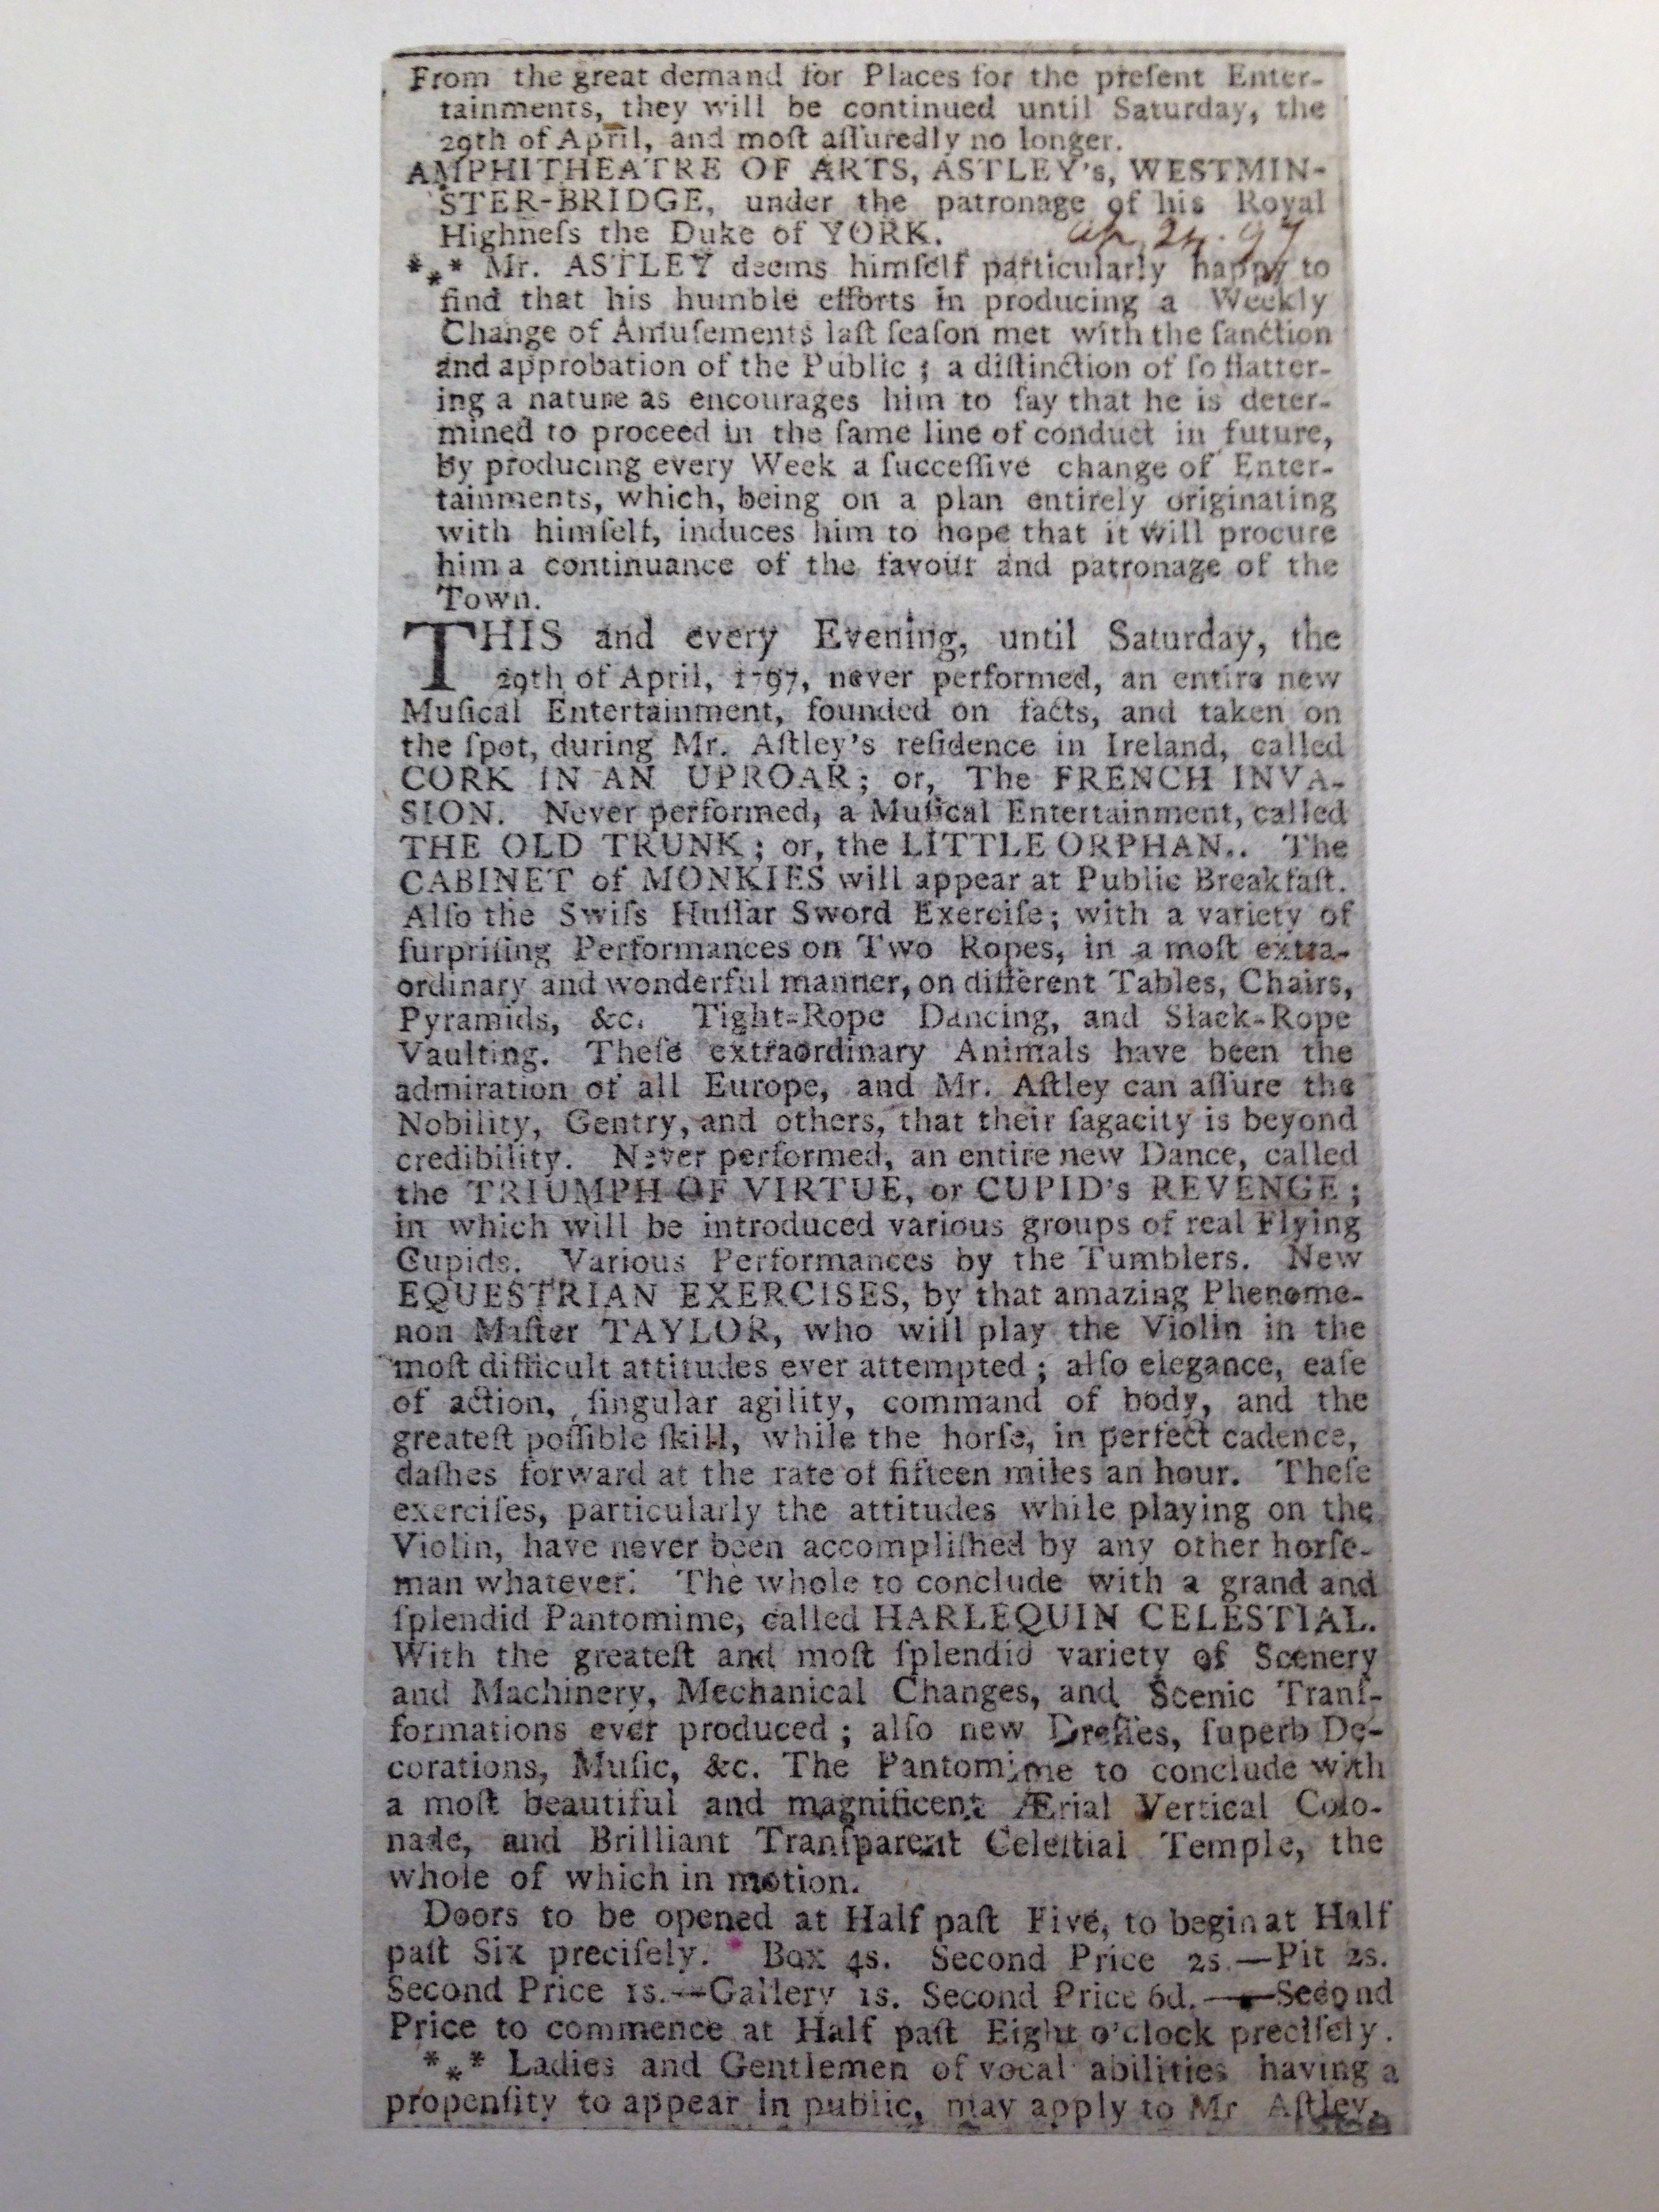 From the great demand for Places for the preſent Enter-
tainments, they will be continued until Saturday, the
29th of April, and moſt aſſuredly no longer.
AMPHITHEATRE OF ARTS, ASTLEY's, WESTMIN-
STER-BRIDGE, under the patronage of his Royal
Highneſs the Duke of YORK.
Ap. 24. 97
*⁎* Mr. ASTLEY deems himſelf particularly happy to
find that his humble efforts in producing a Weekly
Change of Amuſements laſt ſeaſon met with the ſanction
and approbation of the Public; a diſtinction of ſo flatter-
ing a nature as encourages him to ſay that he is deter-
mined to proceed in the ſame line of conduct in future,
by producing every Week a ſucceſſive change of Enter-
tainments, which, being on a plan entirely originating
with himſelf, induces him to hope that it will procure
him a continuance of the favour and patronage of the
Town.
THIS and every Evening, until Saturday, the
29th of April, 1797, never performed, an entire new
Muſical Entertainment, founded on facts, and taken on
the ſpot, during Mr. Aſtley's reſidence in Ireland, called
CORK IN AN UPROAR; or, The FRENCH INVA-
SION. Never performed, a Muſical Entertainment, called
THE OLD TRUNK; or, the LITTLE ORPHAN.. The
CABINET of MONKIES will appear at Public Breakfaſt.
Alſo the Swiſs Huſſar Sword Exerciſe; with a variety of
ſurpriſing Performances on Two Ropes, in a moſt extra-
ordinary and wonderful manner, on different Tables, Chairs,
Pyramids, &c. Tight-Rope Dancing, and Slack-Rope
Vaulting. Theſe extraordinary Animals have been the
admiration of all Europe, and Mr. Aſtley can aſſure the
Nobility, Gentry, and others, that their ſagacity is beyond
credibility. Never performed, an entire new Dance, called
the TRIUMPH OF VIRTUE, or CUPID's REVENGE;
in which will be introduced various groups of real Flying
Cupids. Various Performances by the Tumblers. New
EQUESTRIAN EXERCISES, by that amazing Phenome-
non Maſter TAYLOR, who will play the Violin in the
moſt difficult attitudes ever attempted; alſo elegance, eaſe
of action, ſingular agility, command of body, and the
greateſt poſſible ſkill, while the horſe, in perfect cadence,
daſhes forward at the rate of fifteen miles an hour. Theſe
exerciſes, particularly the attitudes while playing on the
Violin, have never been accompliſhed by any other horſe-
man whatever. The whole to conclude with a grand and
ſplendid Pantomime, called HARLEQUIN CELESTIAL.
With the greateſt and moſt ſplendid variety of Scenery
and Machinery, Mechanical Changes, and Scenic Tranſ-
formations ever produced; alſo new Dreſſes, ſuperb De-
corations, Muſic, &c. The Pantomime to conclude with
a moſt beautiful and magnificent Ærial Vertical Colo-
nade, and Brilliant Tranſparent Celeſtial Temple, the
whole of which in motion.
Doors to be opened at Half paſt Five, to begin at Half
paſt Six preciſely. Box 4s. Second Price 2s.—Pit 2s.
Second Price 1s.—Gallery 1s. Second Price 6d.—Second
Price to commence at Half paſt Eight o'clock preciſely.
*⁎* Ladies and Gentlemen of vocal abilities having a
propenſity to appear in public, may apply to Mr Aſtley.